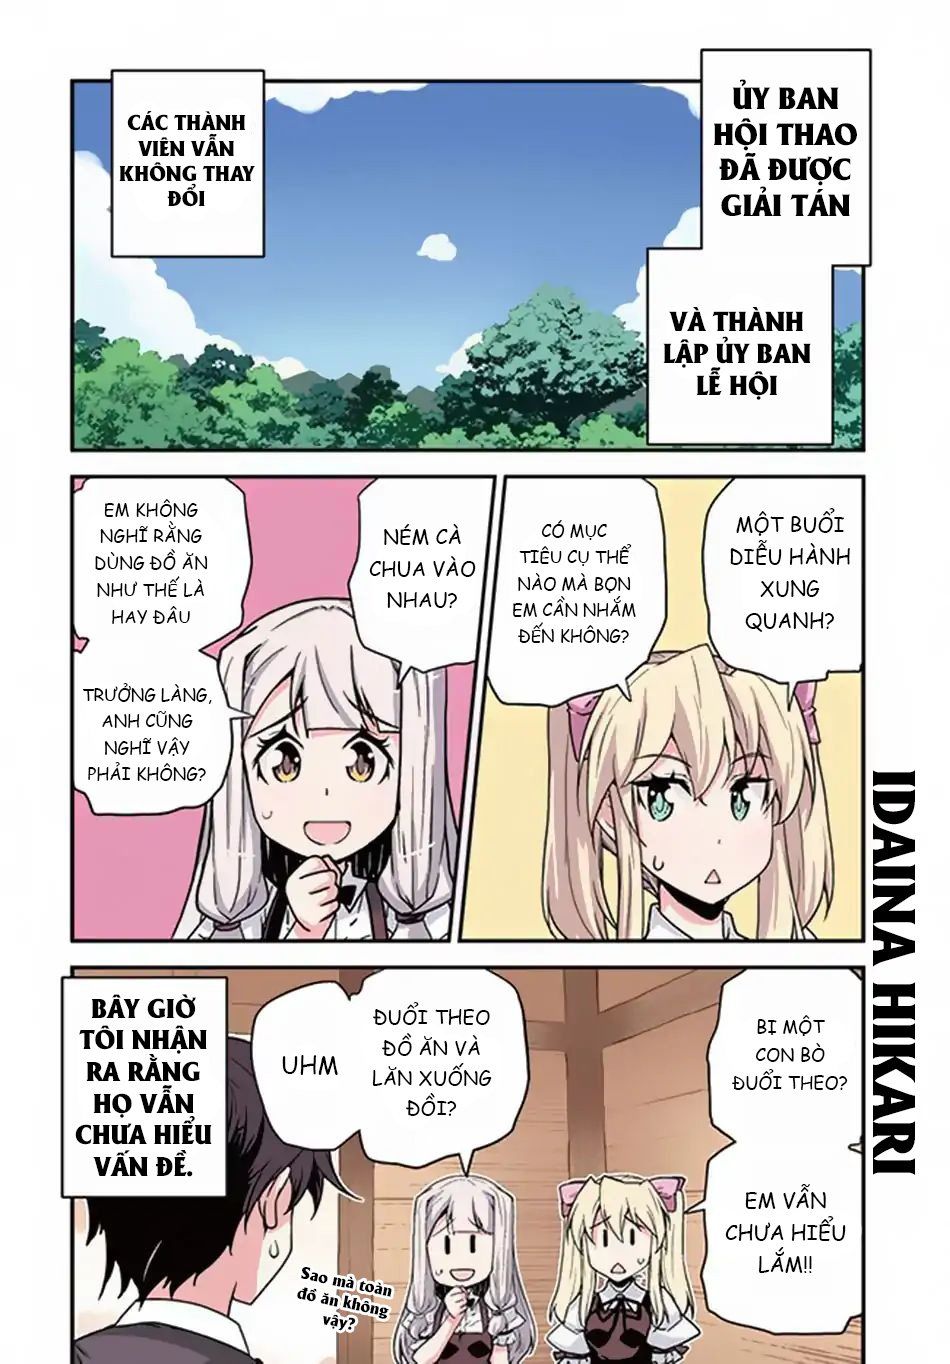 ỦY BAN
HỘI THAO
ĐÃ ĐƯỢC
GIẢI TÁN
VÀ THÀNH
LẬP ỦY BAN
LỄ HỘI
CÁC THÀNH
VIÊN VẪN
KHÔNG THAY
ĐỔI
MỘT BUỔI
DIỄU HÀNH
XUNG
QUANH?
CÓ MỤC
TIÊU CỤ THỂ
NÀO MÀ BỌN
EM CẦN NHẮM
ĐẾN KHÔNG?
NÉM CÀ
CHUA VÀO
NHAU?
EM KHÔNG
NGHĨ RẰNG
DÙNG ĐỒ ĂN
NHƯ THẾ LÀ
HAY ĐÂU
TRƯỞNG LÀNG,
ANH CŨNG
NGHĨ VẬY
PHẢI KHÔNG?
BỊ MỘT
CON BÒ
ĐUỔI THEO?
EM VẪN
CHƯA HIỂU
LẮM!!
ĐUỔI THEO
ĐỒ ĂN VÀ
LĂN XUỐNG
ĐỒI?
UHM
Sao mà toàn
đồ ăn không
vậy?
BÂY GIỜ
TÔI NHẬN
RA RẰNG
HỌ VẪN
CHƯA HIỂU
VẤN ĐỀ.
IDAINA HIKARI